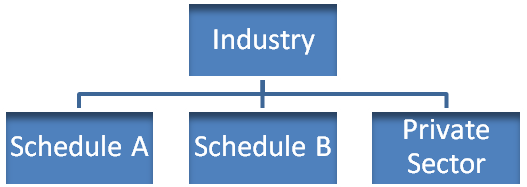 Industry
Schedule A
Schedule B
Private
Sector